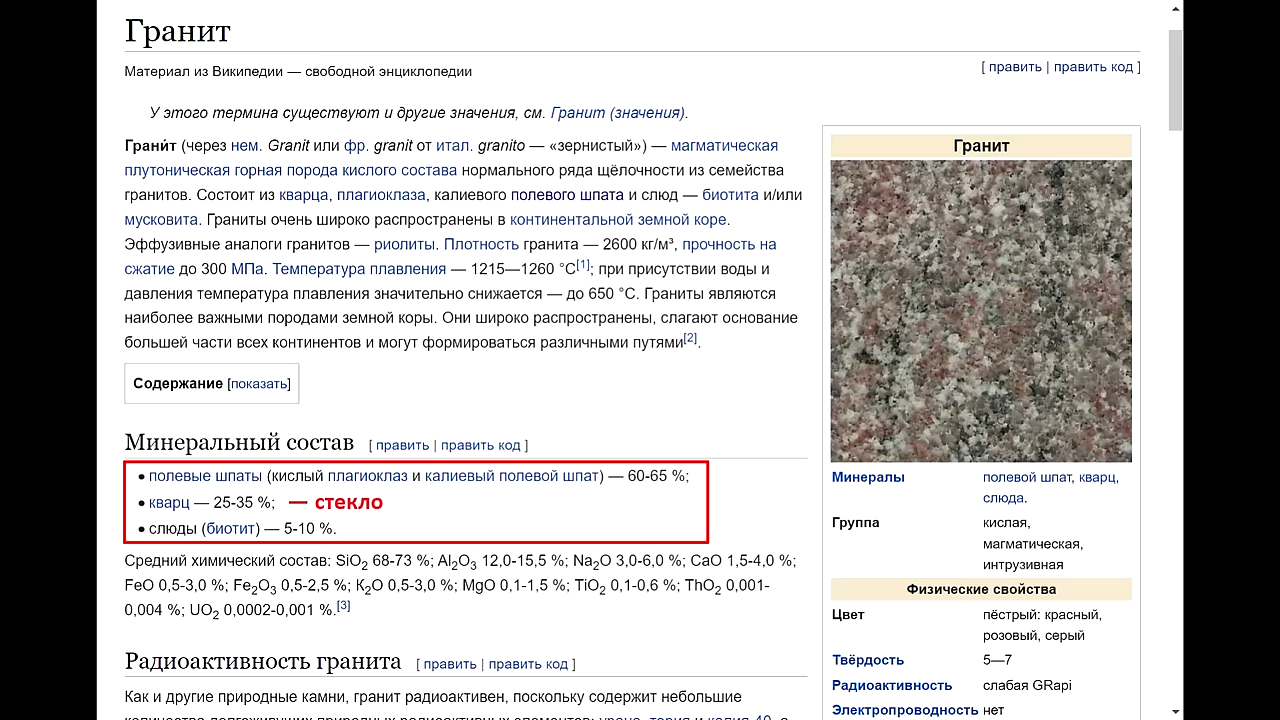 Гранит
Материал из Википедии — свободной энциклопедии
[ править | править код ]
У этого термина существуют и другие значения, см. Гранит (значения).
Грани́т (через нем. Granit или фр. granit от итал. granito — «зернистый») — магматическая
плутоническая горная порода кислого состава нормального ряда щёлочности из семейства
гранитов. Состоит из кварца, плагиоклаза, калиевого полевого шпата и слюд — биотита и/или
мусковита. Граниты очень широко распространены в континентальной земной коре.
Эффузивные аналоги гранитов — риолиты. Плотность гранита — 2600 кг/м³, прочность на
сжатие до 300 МПа. Температура плавления — 1215—1260 °C[1]; при присутствии воды и
давления температура плавления значительно снижается — до 650 °C. Граниты являются
наиболее важными породами земной коры. Они широко распространены, слагают основание
большей части всех континентов и могут формироваться различными путями[2].
Содержание [показать]
Минеральный состав [ править | править код ]
• полевые шпаты (кислый плагиоклаз и калиевый полевой шпат) — 60-65 %;
• кварц — 25-35 %; — стекло
• слюды (биотит) — 5-10 %.
Средний химический состав: SiO2 68-73 %; Al2O3 12,0-15,5 %; Na2O 3,0-6,0 %; CaO 1,5-4,0 %;
FeO 0,5-3,0 %; Fe2O3 0,5-2,5 %; K2O 0,5-3,0 %; MgO 0,1-1,5 %; TiO2 0,1-0,6 %; ThO2 0,001-
0,004 %; UO2 0,0002-0,001 %.[3]
Радиоактивность гранита [ править | править код ]
Как и другие природные камни, гранит радиоактивен, поскольку содержит небольшие
количества долгоживущих природных радиоактивных элементов: урана, тория и калия-40, а
Гранит
Минералы полевой шпат, кварц,
слюда.
Группа кислая,
магматическая,
интрузивная
Физические свойства
Цвет пёстрый: красный,
розовый, серый
Твёрдость 5—7
Радиоактивность слабая GRapi
Электропроводность нет